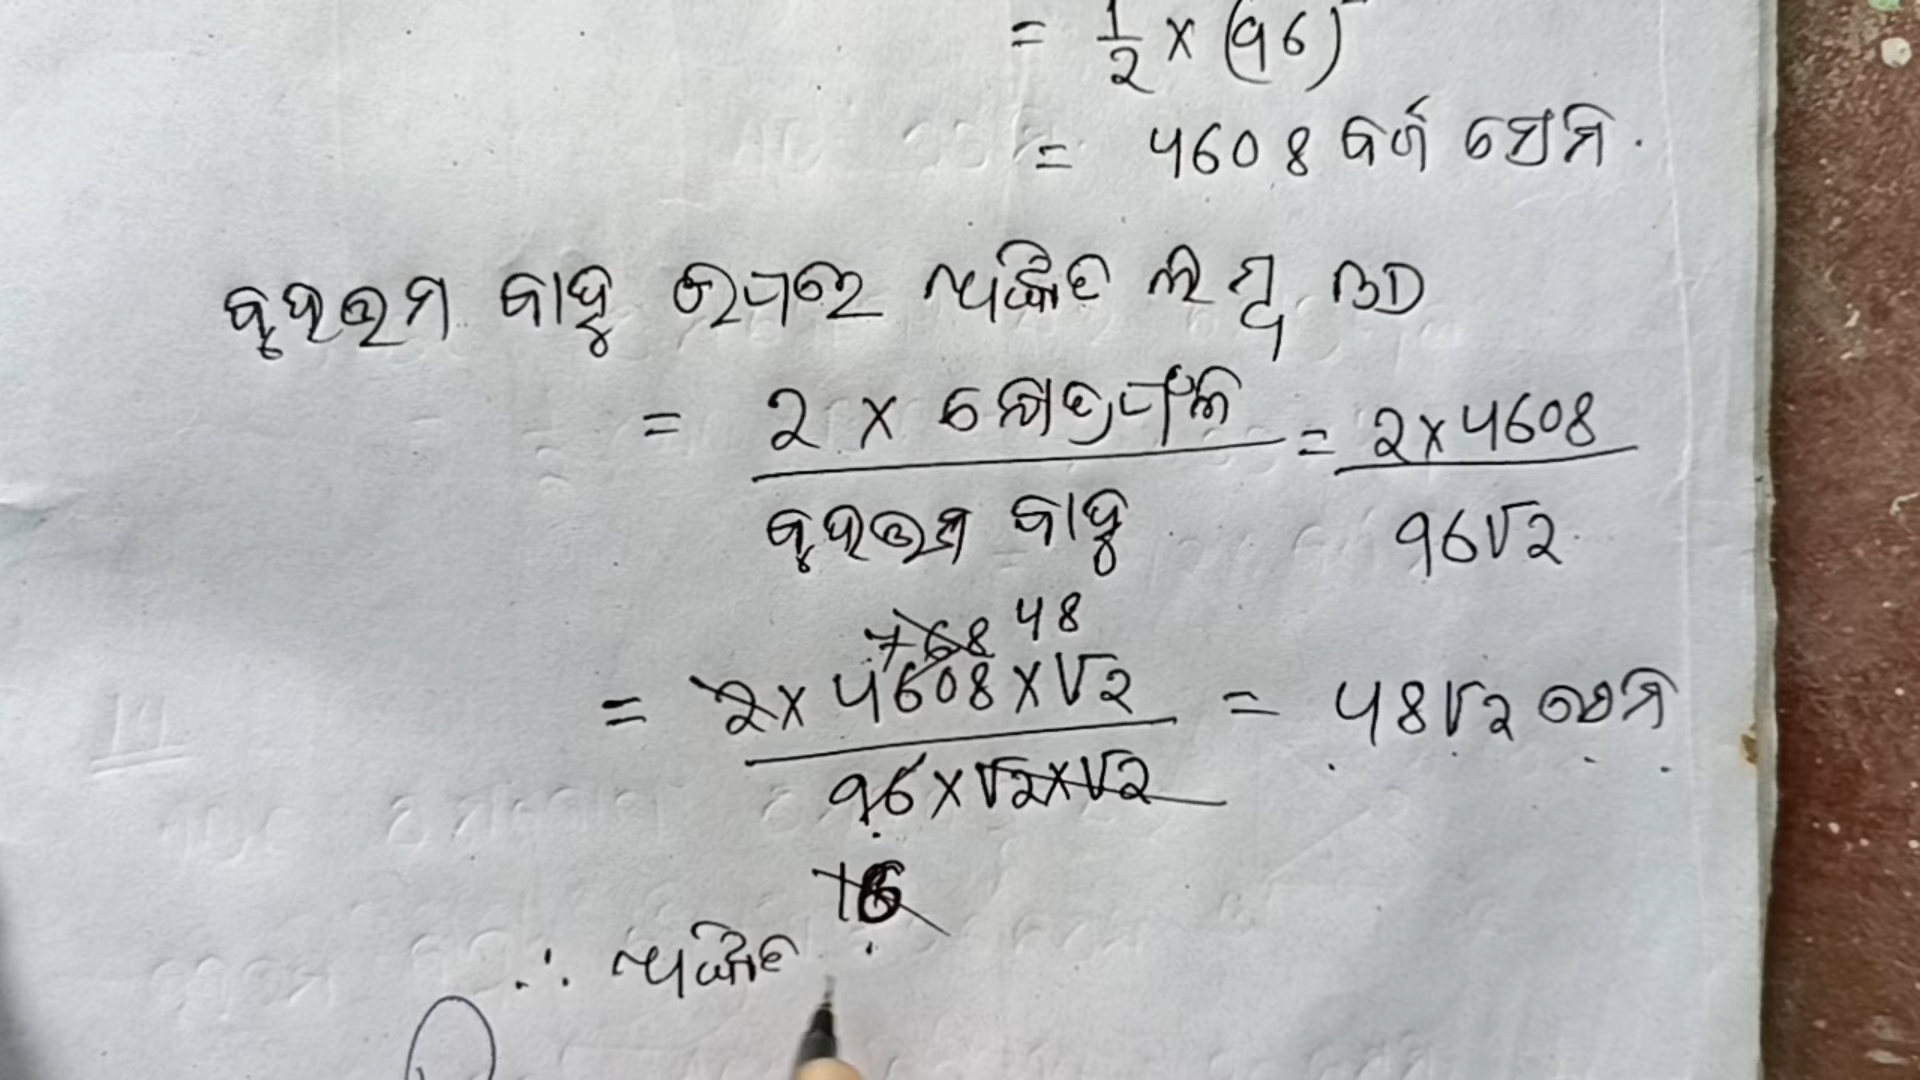 = 1/2 × (96)²
= 4608 ବର୍ଗ ସେମି.
ବୃହତ୍ତମ ବାହୁ ଉପରେ ଅଙ୍କିତ ଲମ୍ବ BD
= 2 × କ୍ଷେତ୍ରଫଳ / ବୃହତ୍ତମ ବାହୁ = 2×4608 / 96√2
768 48
= 2× 4608×√2 / 96×√2×√2 = 48√2 ସେମି
16
∴ ଅଙ୍କିତ